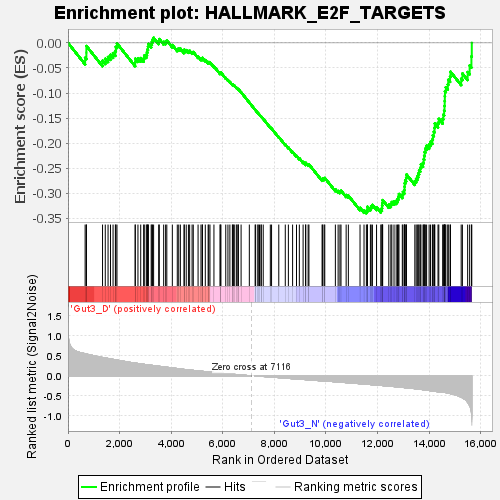 Enrichment plot: HALLMARK_E2F_TARGETS
Enrichment score (ES)
0.00
-0.05
-0.10
-0.15
-0.20
-0.25
-0.30
-0.35
Ranked list metric (Signal2Noise)
1.5
1.0
0.5
0.0
-0.5
-1.0
'Gut3_D' (positively correlated)
Zero cross at 7116
'Gut3_N' (negatively correlated)
0
2,000
4,000
6,000
8,000
10,000
12,000
14,000
16,000
Rank in Ordered Dataset
Enrichment profile
Hits
Ranking metric scores